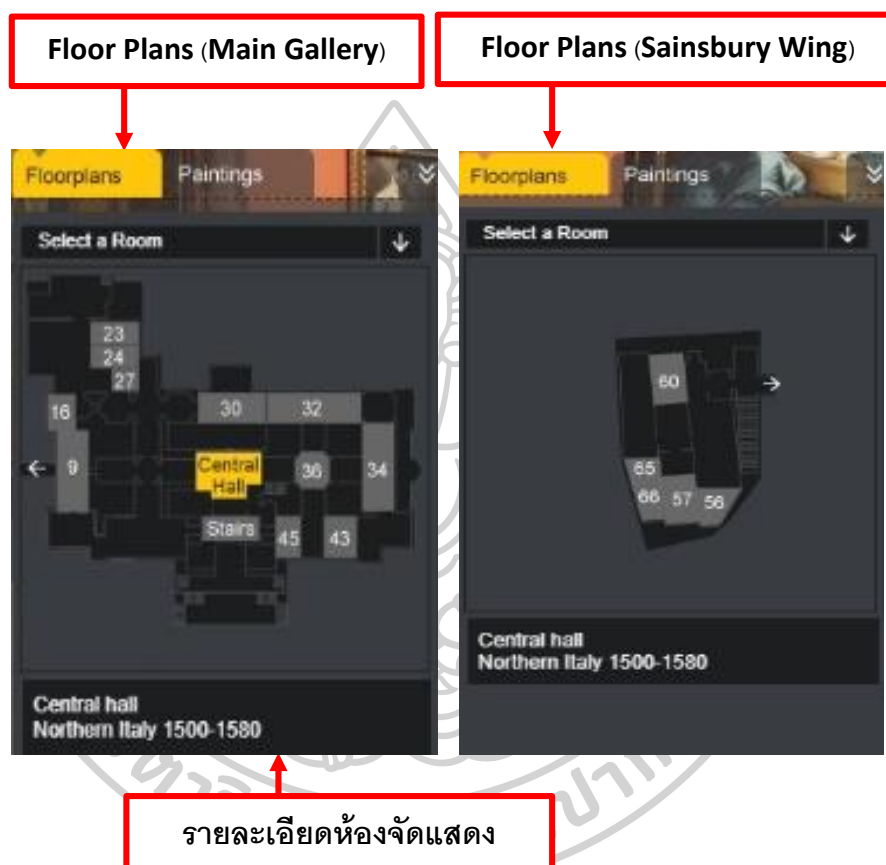 Floor Plans (Main Gallery)
Floor Plans (Sainsbury Wing)
Floorplans
Paintings
Select a Room
23
24
27
16
30
32
9
Central
Hall
36
34
Stairs
45
43
Central hall
Northern Italy 1500-1580
Floorplans
Paintings
Select a Room
60
65
66
57
56
Central hall
Northern Italy 1500-1580
รายละเอียดห้องจัดแสดง